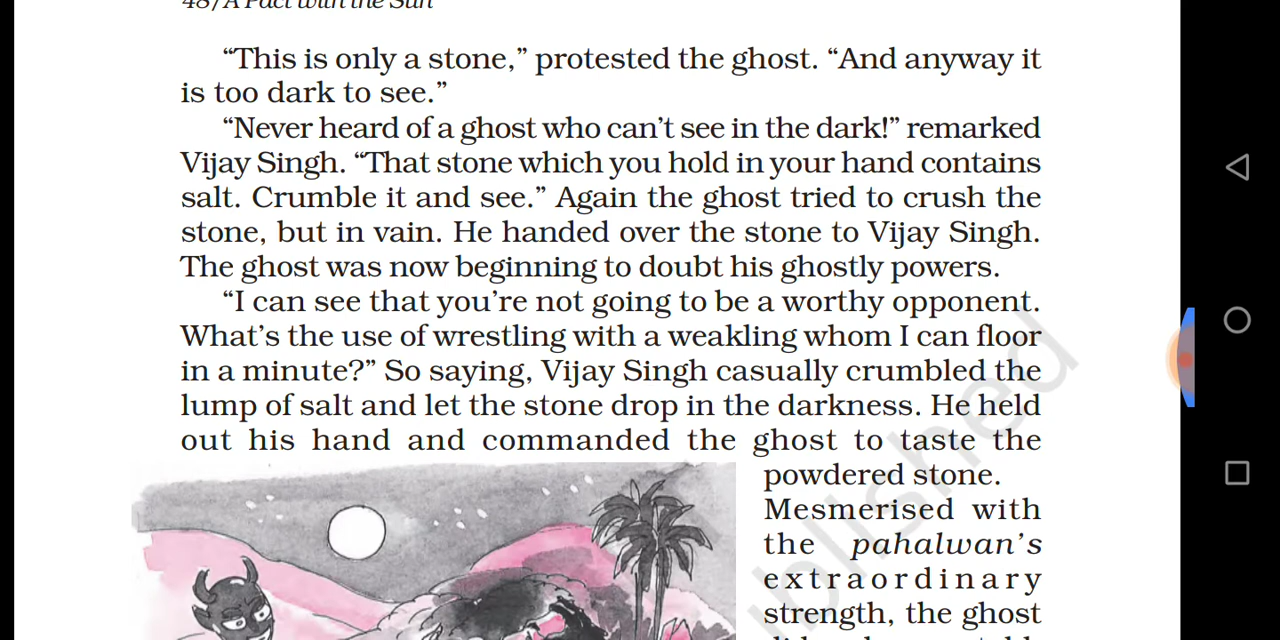 48/A Pact with the Sun
“This is only a stone,” protested the ghost. “And anyway it
is too dark to see.”
“Never heard of a ghost who can’t see in the dark!” remarked
Vijay Singh. “That stone which you hold in your hand contains
salt. Crumble it and see.” Again the ghost tried to crush the
stone, but in vain. He handed over the stone to Vijay Singh.
The ghost was now beginning to doubt his ghostly powers.
“I can see that you’re not going to be a worthy opponent.
What’s the use of wrestling with a weakling whom I can floor
in a minute?” So saying, Vijay Singh casually crumbled the
lump of salt and let the stone drop in the darkness. He held
out his hand and commanded the ghost to taste the
powdered stone.
Mesmerised with
the pahalwan’s
extraordinary
strength, the ghost